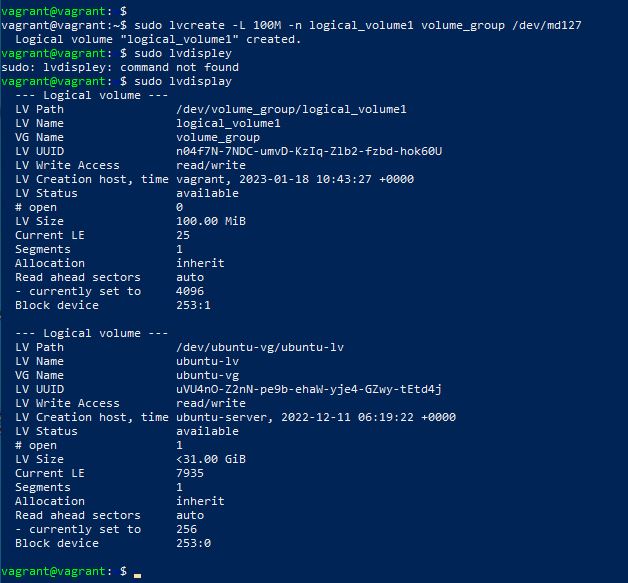 vagrant@vagrant: $
vagrant@vagrant:~$ sudo lvcreate -L 100M -n logical_volume1 volume_group /dev/md127
Logical volume "logical_volume1" created.
vagrant@vagrant: $ sudo lvdispley
sudo: lvdispley: command not found
vagrant@vagrant: $ sudo lvdisplay
--- Logical volume ---
LV Path /dev/volume_group/logical_volume1
LV Name logical_volume1
VG Name volume_group
LV UUID n04f7N-7NDC-umvD-KzIq-Zlb2-fzbd-hok60U
LV Write Access read/write
LV Creation host, time vagrant, 2023-01-18 10:43:27 +0000
LV Status available
# open 0
LV Size 100.00 MiB
Current LE 25
Segments 1
Allocation inherit
Read ahead sectors auto
- currently set to 4096
Block device 253:1
--- Logical volume ---
LV Path /dev/ubuntu-vg/ubuntu-lv
LV Name ubuntu-lv
VG Name ubuntu-vg
LV UUID uVU4nO-Z2nN-pe9b-ehaW-yje4-GZwy-tEtd4j
LV Write Access read/write
LV Creation host, time ubuntu-server, 2022-12-11 06:19:22 +0000
LV Status available
# open 1
LV Size <31.00 GiB
Current LE 7935
Segments 1
Allocation inherit
Read ahead sectors auto
- currently set to 256
Block device 253:0
vagrant@vagrant: $